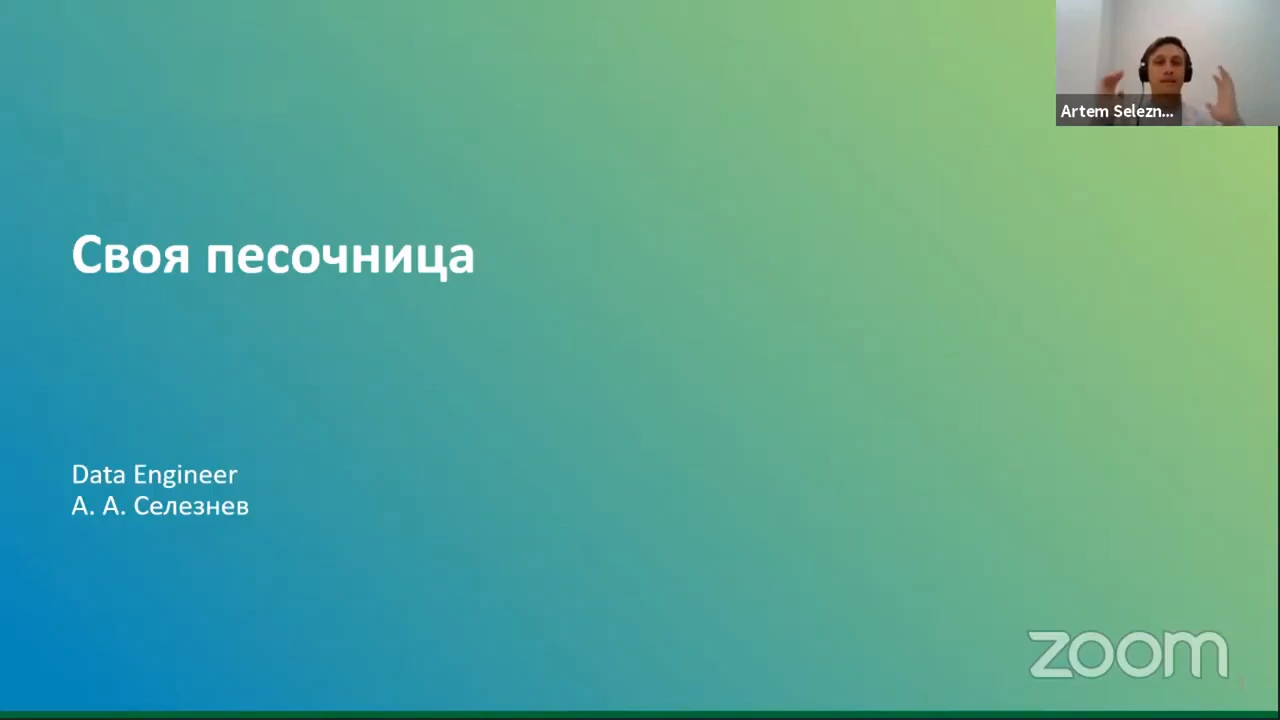 Artem Selezn...
Своя песочница
Data Engineer
А. А. Селезнев
zoom